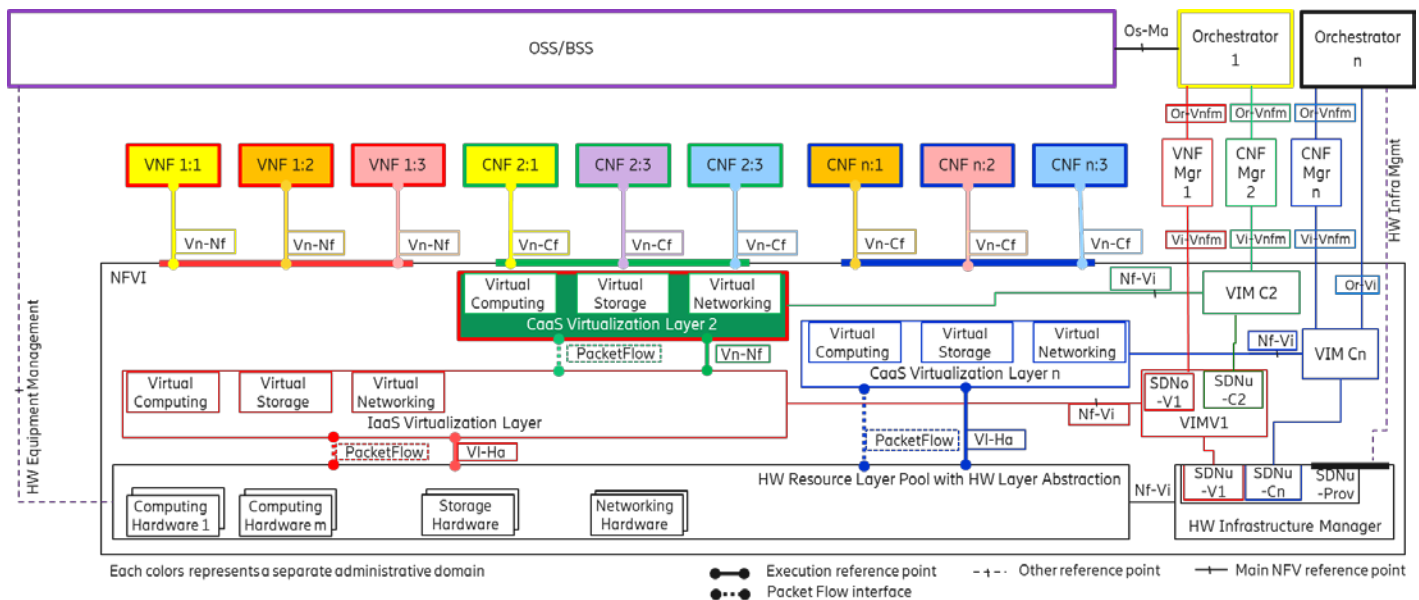 OSS/BSS
Os-Ma
Orchestrator
1
Orchestrator
n
Or-Vnfm
Or-Vnfm
Or-Vnfm
VNF 1:1
VNF 1:2
VNF 1:3
CNF 2:1
CNF 2:3
CNF 2:3
CNF n:1
CNF n:2
CNF n:3
VNF
Mgr
1
CNF
Mgr
2
CNF
Mgr
n
HW Infra Mgmt
Vn-Nf
Vn-Nf
Vn-Nf
Vn-Cf
Vn-Cf
Vn-Cf
Vn-Cf
Vn-Cf
Vn-Cf
Vi-Vnfm
Vi-Vnfm
Vi-Vnfm
NFVI
Virtual
Computing
Virtual
Storage
Virtual
Networking
CaaS Virtualization Layer 2
Nf-Vi
VIM C2
Or-Vi
HW Equipment Management
PacketFlow
Vn-Nf
Virtual
Computing
Virtual
Storage
Virtual
Networking
CaaS Virtualization Layer n
Nf-Vi
VIM Cn
Virtual
Computing
Virtual
Storage
Virtual
Networking
IaaS Virtualization Layer
Nf-Vi
SDNo
-V1
SDNu
-C2
VIMV1
PacketFlow
Vl-Ha
PacketFlow
Vl-Ha
HW Resource Layer Pool with HW Layer Abstraction
Nf-Vi
SDNu
-V1
SDNu
-Cn
SDNu
-Prov
HW Infrastructure Manager
Computing
Hardware 1
Computing
Hardware m
Storage
Hardware
Networking
Hardware
Each colors represents a separate administrative domain
Execution reference point
Other reference point
Main NFV reference point
Packet Flow interface